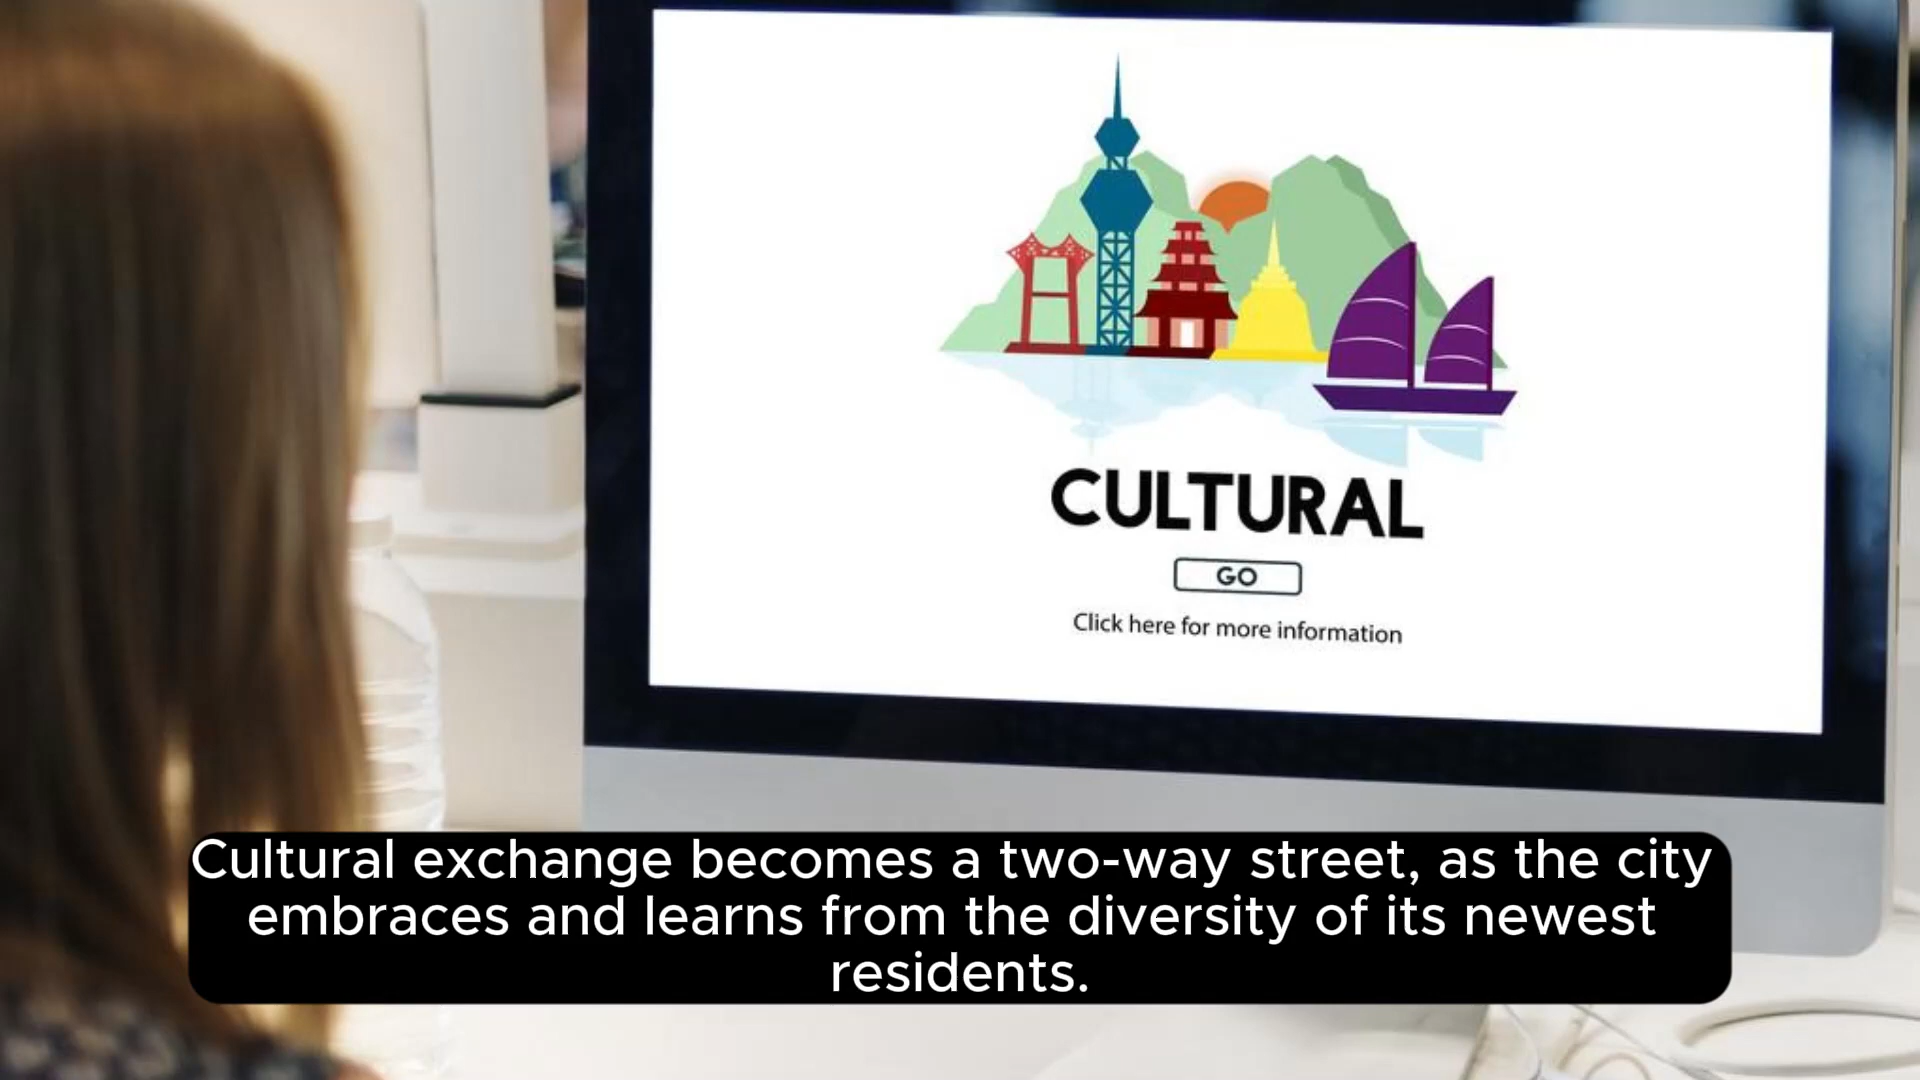 CULTURAL
GO
Click here for more information
Cultural exchange becomes a two-way street, as the city
embraces and learns from the diversity of its newest
residents.